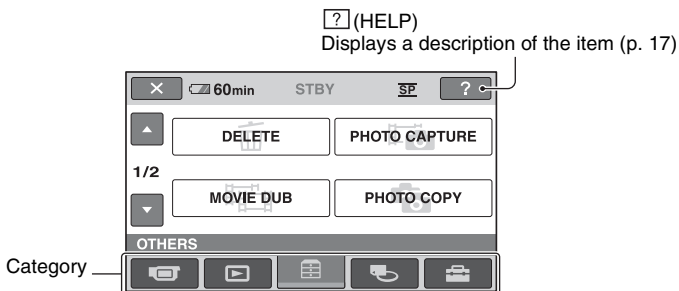 ? (HELP)
Displays a description of the item (p. 17)
60min STBY SP ?
DELETE PHOTO CAPTURE
1/2
MOVIE DUB PHOTO COPY
OTHERS
Category